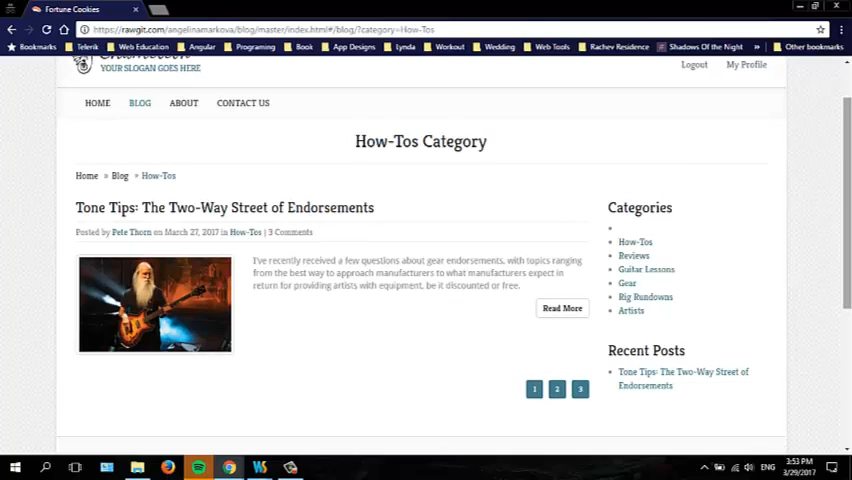 Fortune Cookies
https://rawgit.com/angelinamarkova/blog/master/index.html#/blog/?category=How-Tos
Bookmarks Telerik Web Education Angular Programing Book App Designs Lynda Workout Wedding Web Tools Rachev Residence Shadows Of the Night » Other bookmarks
YOUR SLOGAN GOES HERE
Logout My Profile
HOME BLOG ABOUT CONTACT US
How-Tos Category
Home » Blog » How-Tos
Tone Tips: The Two-Way Street of Endorsements
Posted by Pete Thorn on March 27, 2017 in How-Tos | 3 Comments
I've recently received a few questions about gear endorsements, with topics ranging
from the best way to approach manufacturers to what manufacturers expect in
return for providing artists with equipment, be it discounted or free.
Read More
1 2 3
Categories
How-Tos
Reviews
Guitar Lessons
Gear
Rig Rundowns
Artists
Recent Posts
Tone Tips: The Two-Way Street of
Endorsements
ENG
3:53 PM
3/29/2017